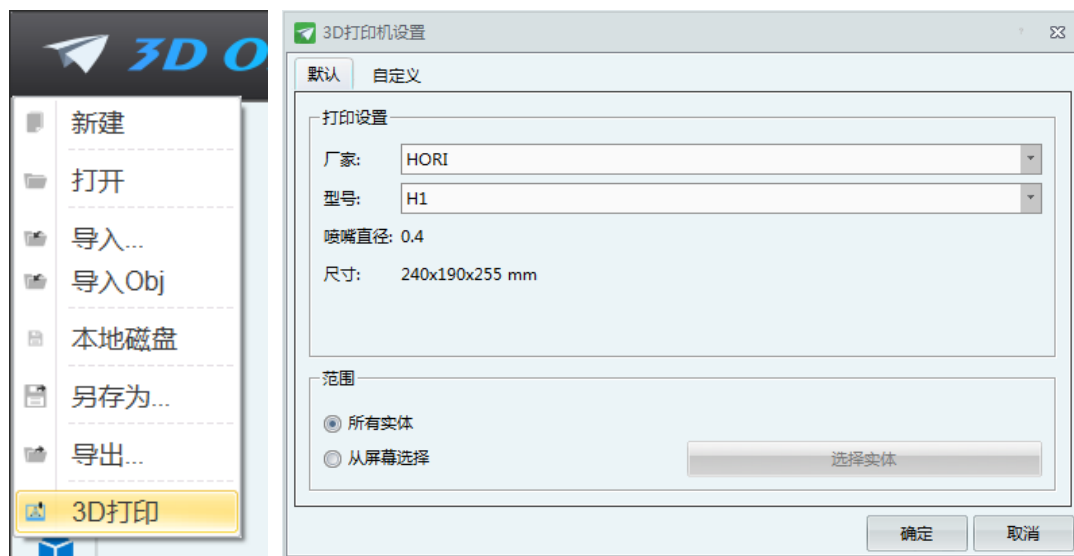 3D O
新建
打开
导入...
导入Obj
本地磁盘
另存为...
导出...
3D打印
3D打印机设置
默认 自定义
打印设置
厂家: HORI
型号: H1
喷嘴直径: 0.4
尺寸: 240x190x255 mm
范围
所有实体
从屏幕选择 选择实体
确定 取消